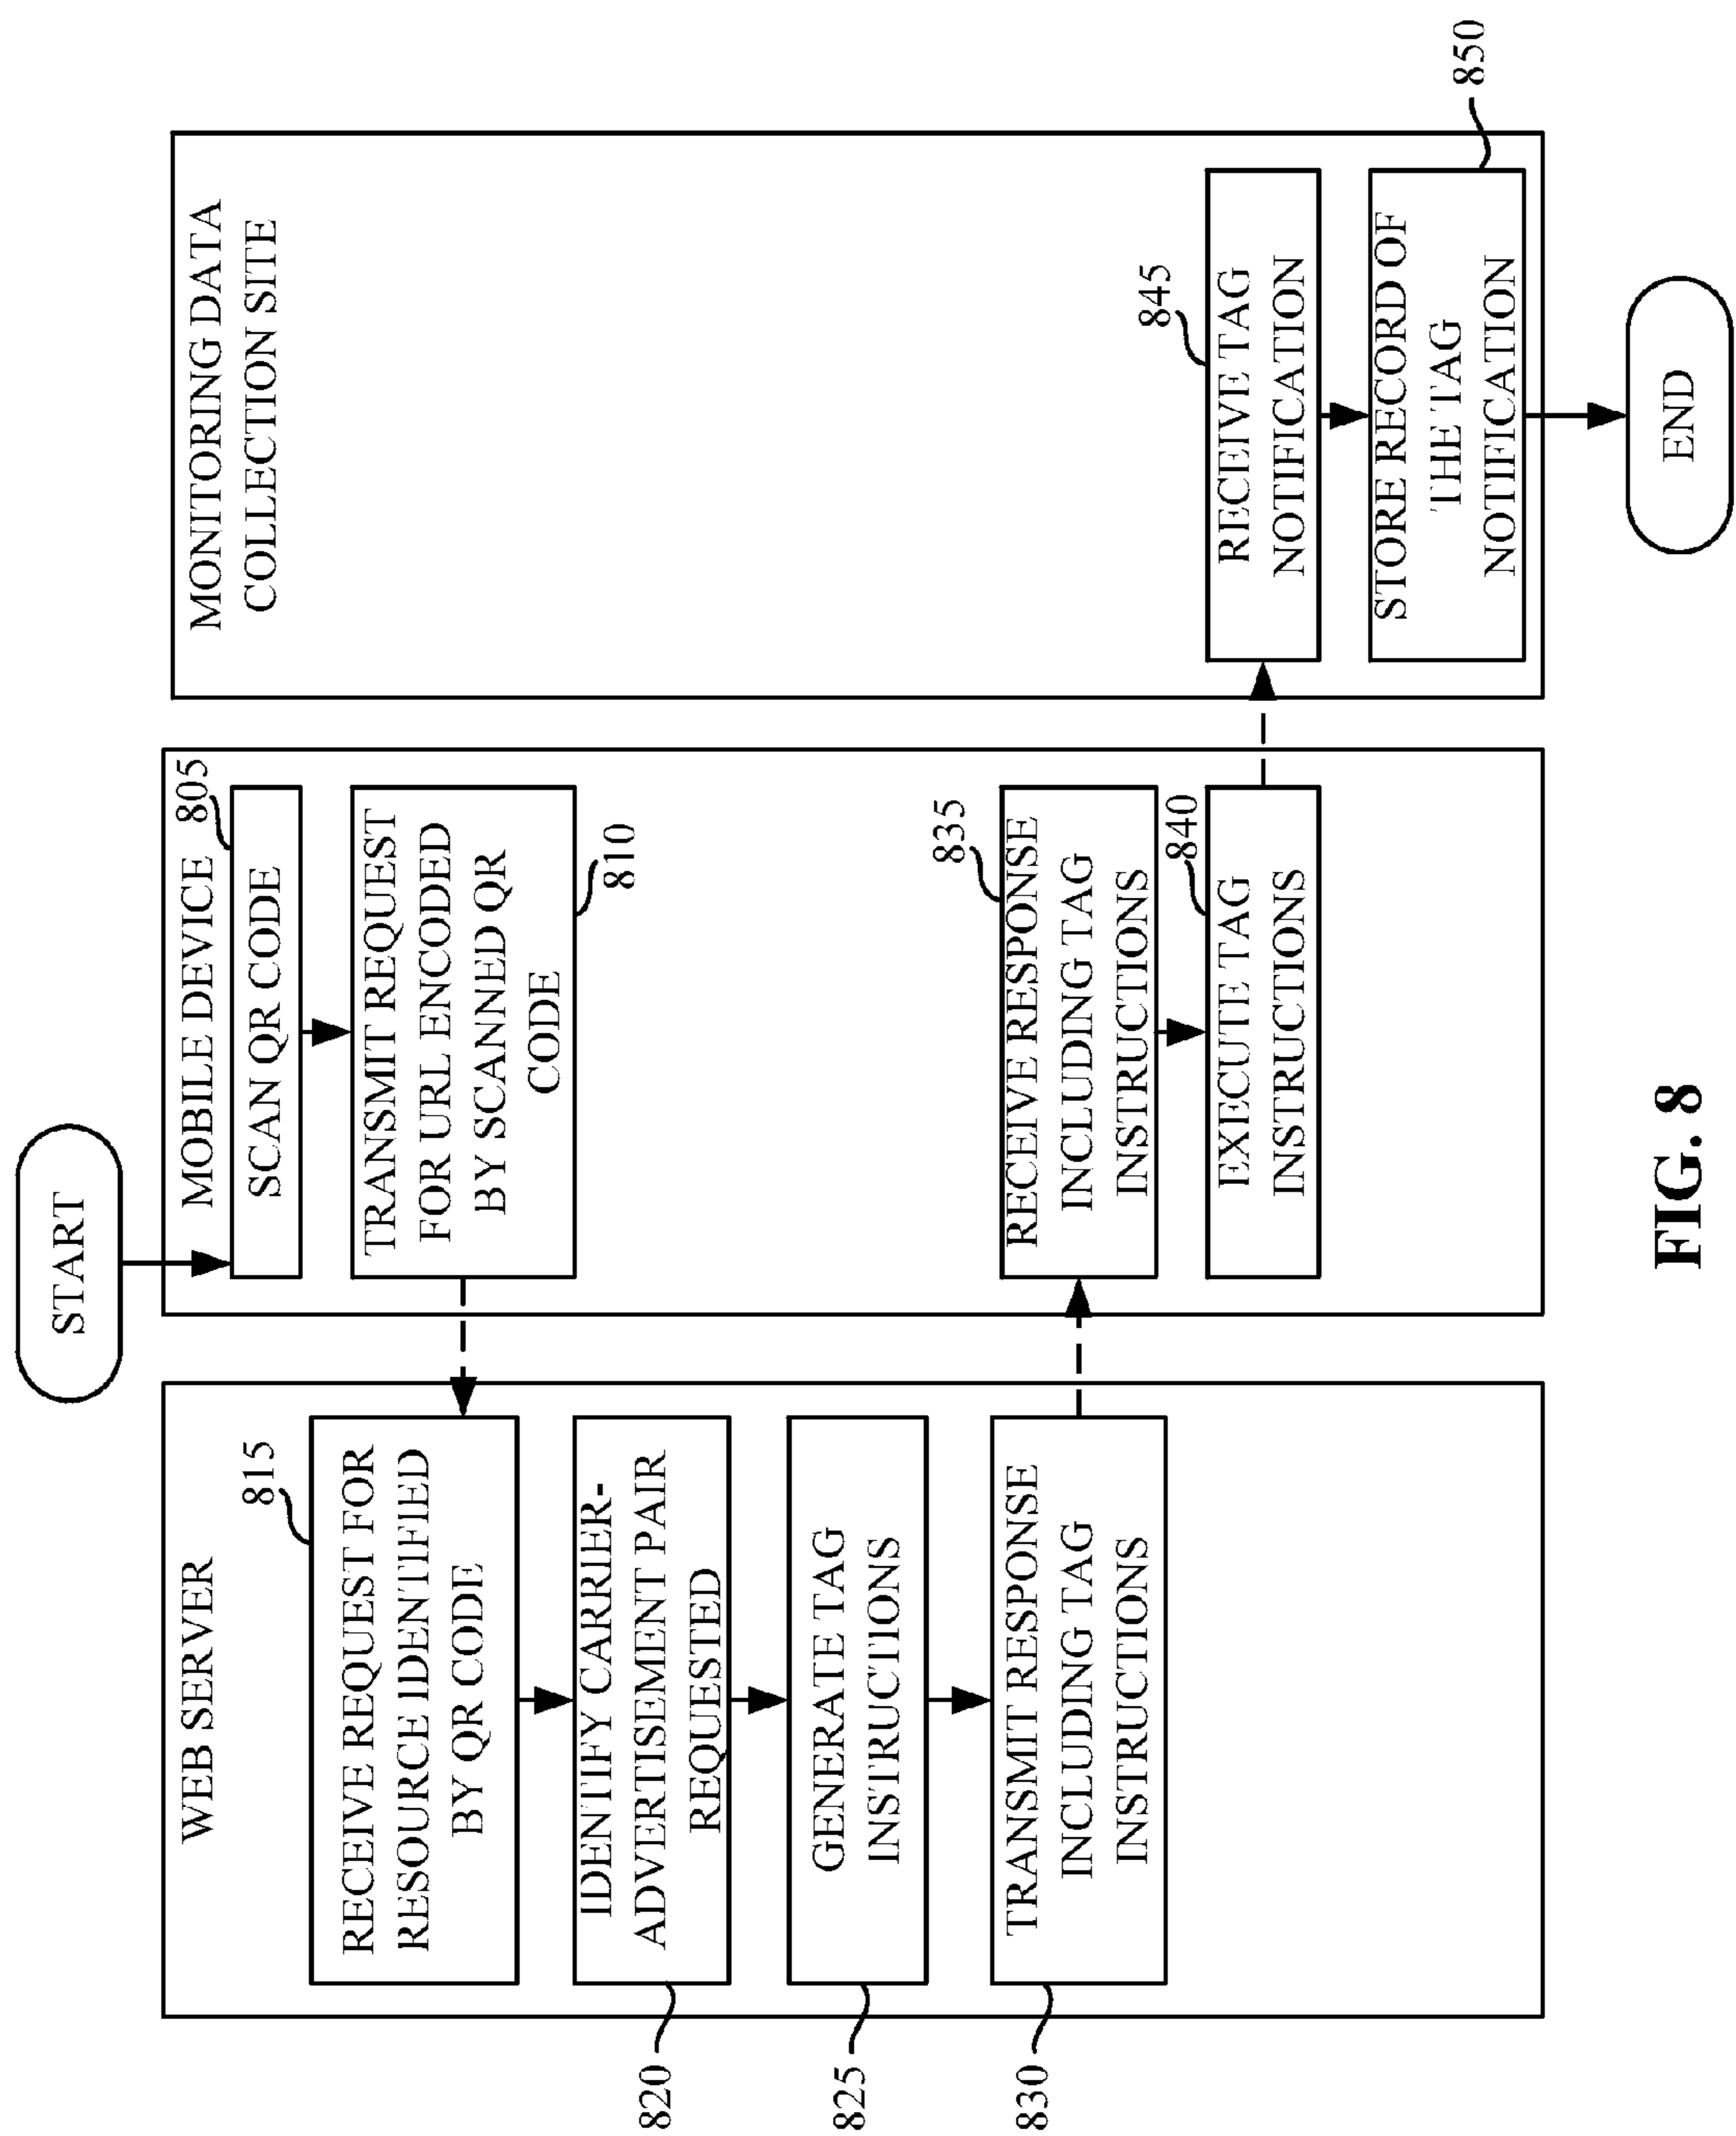 START
WEB SERVER
815
RECEIVE REQUEST FOR
RESOURCE IDENTIFIED
BY QR CODE
820
IDENTIFY CARRIER-
ADVERTISEMENT PAIR
REQUESTED
825
GENERATE TAG
INSTRUCTIONS
830
TRANSMIT RESPONSE
INCLUDING TAG
INSTRUCTIONS
MOBILE DEVICE
805
SCAN QR CODE
TRANSMIT REQUEST
FOR URL ENCODED
BY SCANNED QR
CODE
810
835
RECEIVE RESPONSE
INCLUDING TAG
INSTRUCTIONS
840
EXECUTE TAG
INSTRUCTIONS
MONITORING DATA
COLLECTION SITE
845
RECEIVE TAG
NOTIFICATION
STORE RECORD OF
THE TAG
NOTIFICATION
850
END
FIG. 8